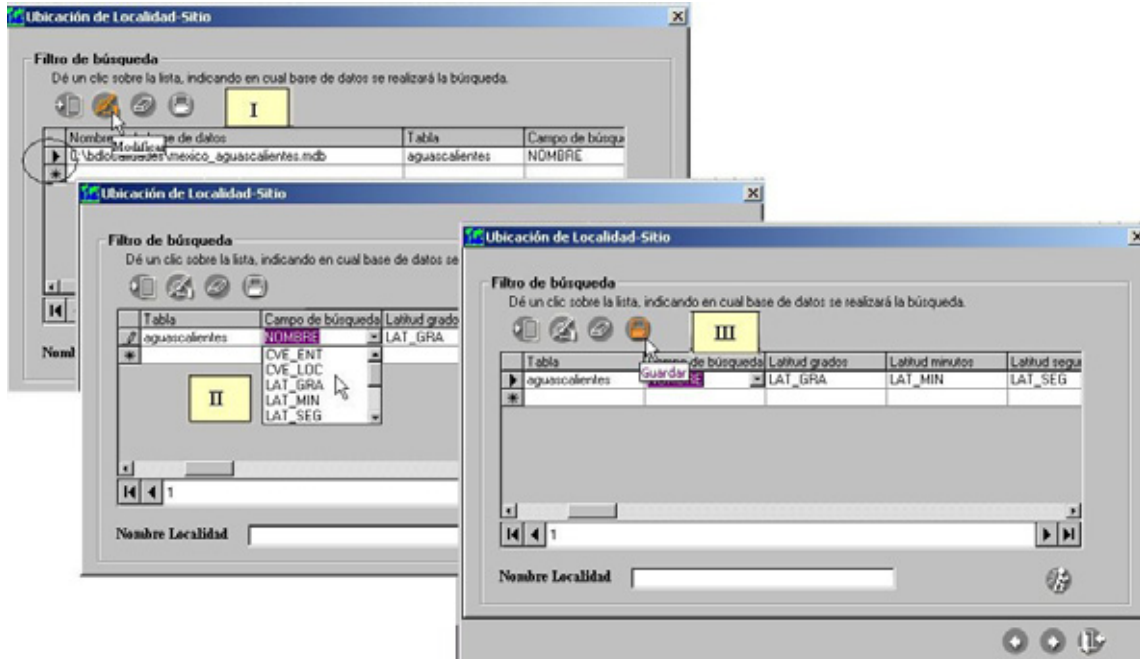 Ubicación de Localidad-Sitio
Filtro de búsqueda
Dé un clic sobre la lista, indicando en cual base de datos se realizará la búsqueda.
I
Nombre de base de datos Tabla Campo de búsqu
Modificar
\bdlocalidades\mexico_aguascalientes.mdb aguascalientes NOMBRE
Nomb
Ubicación de Localidad-Sitio
Filtro de búsqueda
Dé un clic sobre la lista, indicando en cual base de datos se
Tabla Campo de búsqueda Latitud grado
aguascalientes NOMBRE LAT_GRA
CVE_ENT
CVE_LOC
LAT_GRA
LAT_MIN
LAT_SEG
II
1
Nombre Localidad
Ubicación de Localidad-Sitio
Filtro de búsqueda
Dé un clic sobre la lista, indicando en cual base de datos se realizará la búsqueda.
III
Tabla Campo de búsqueda Latitud grados Latitud minutos Latitud segu
Guardar
aguascalientes NOMBRE LAT_GRA LAT_MIN LAT_SEG
1
Nombre Localidad